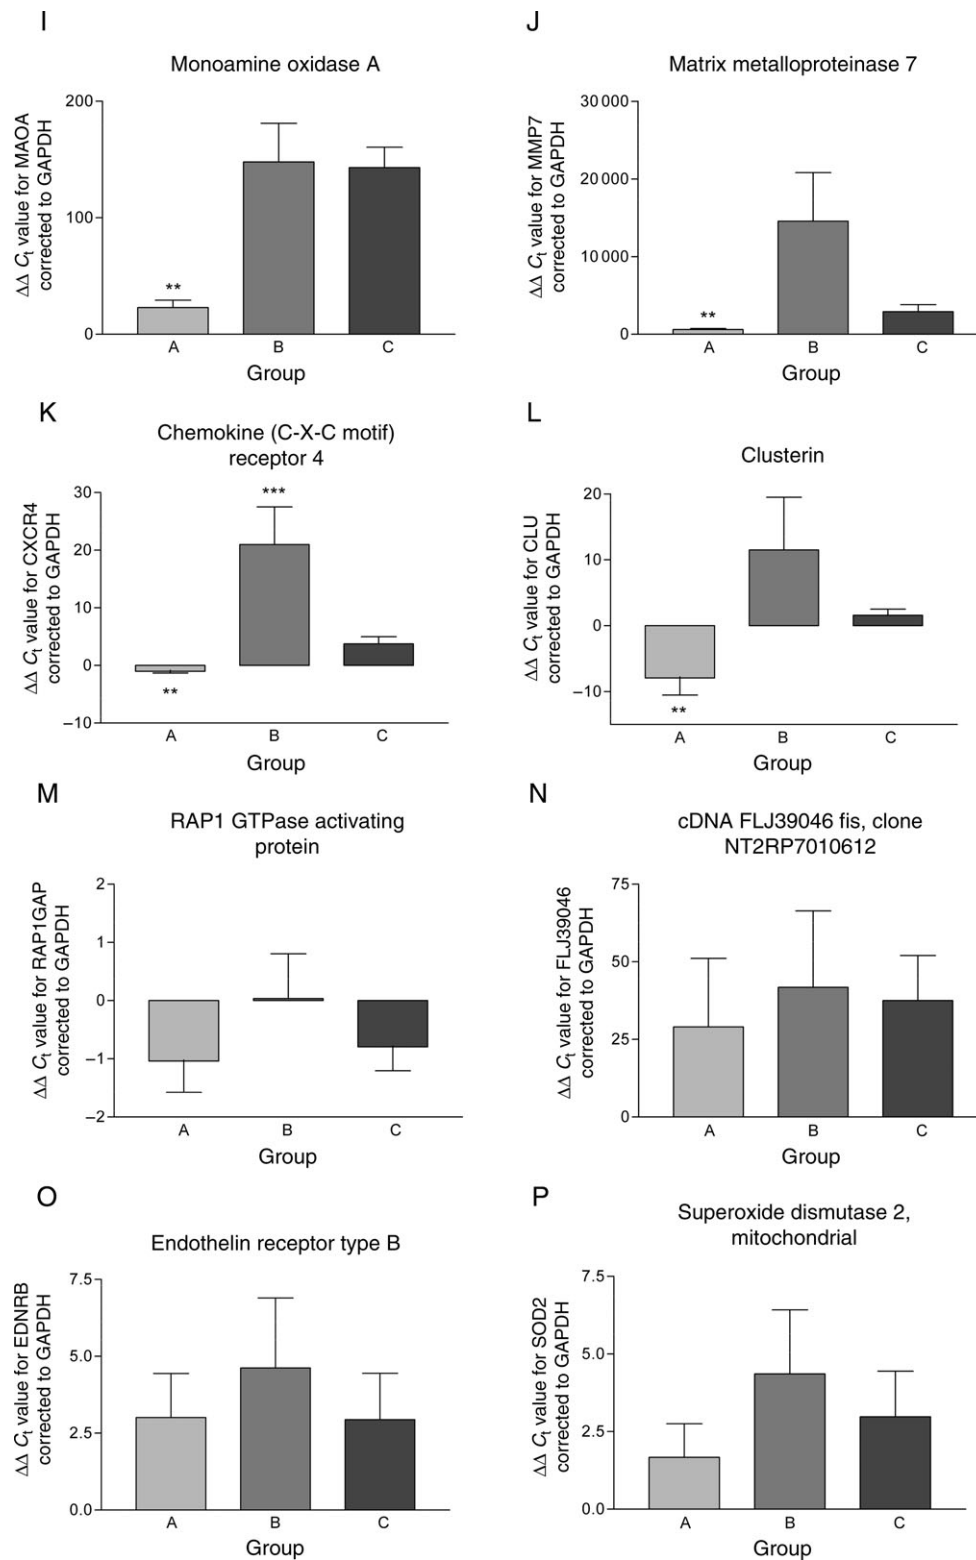 I
Monoamine oxidase A
ΔΔ Ct value for MAOA
corrected to GAPDH
200
100
0
**
A
B
C
Group
J
Matrix metalloproteinase 7
ΔΔ Ct value for MMP7
corrected to GAPDH
30 000
20 000
10 000
0
**
A
B
C
Group
K
Chemokine (C-X-C motif)
receptor 4
ΔΔ Ct value for CXCR4
corrected to GAPDH
30
20
10
0
–10
***
**
A
B
C
Group
L
Clusterin
ΔΔ Ct value for CLU
corrected to GAPDH
20
10
0
–10
**
A
B
C
Group
M
RAP1 GTPase activating
protein
ΔΔ Ct value for RAP1GAP
corrected to GAPDH
2
1
0
–1
–2
A
B
C
Group
N
cDNA FLJ39046 fis, clone
NT2RP7010612
ΔΔ Ct value for FLJ39046
corrected to GAPDH
75
50
25
0
A
B
C
Group
O
Endothelin receptor type B
ΔΔ Ct value for EDNRB
corrected to GAPDH
7.5
5.0
2.5
0.0
A
B
C
Group
P
Superoxide dismutase 2,
mitochondrial
ΔΔ Ct value for SOD2
corrected to GAPDH
7.5
5.0
2.5
0.0
A
B
C
Group